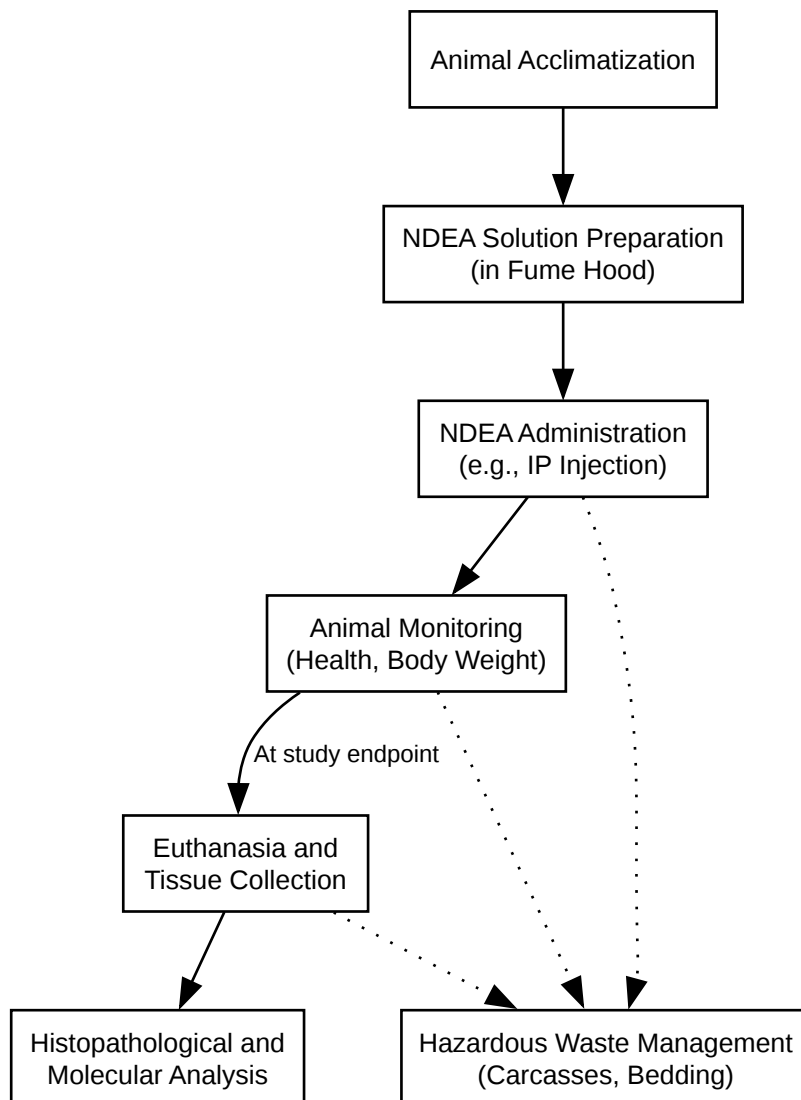 Animal Acclimatization
NDEA Solution Preparation
(in Fume Hood)
NDEA Administration
(e.g., IP Injection)
Animal Monitoring
(Health, Body Weight)
At study endpoint
Euthanasia and
Tissue Collection
Histopathological and
Molecular Analysis
Hazardous Waste Management
(Carcasses, Bedding)